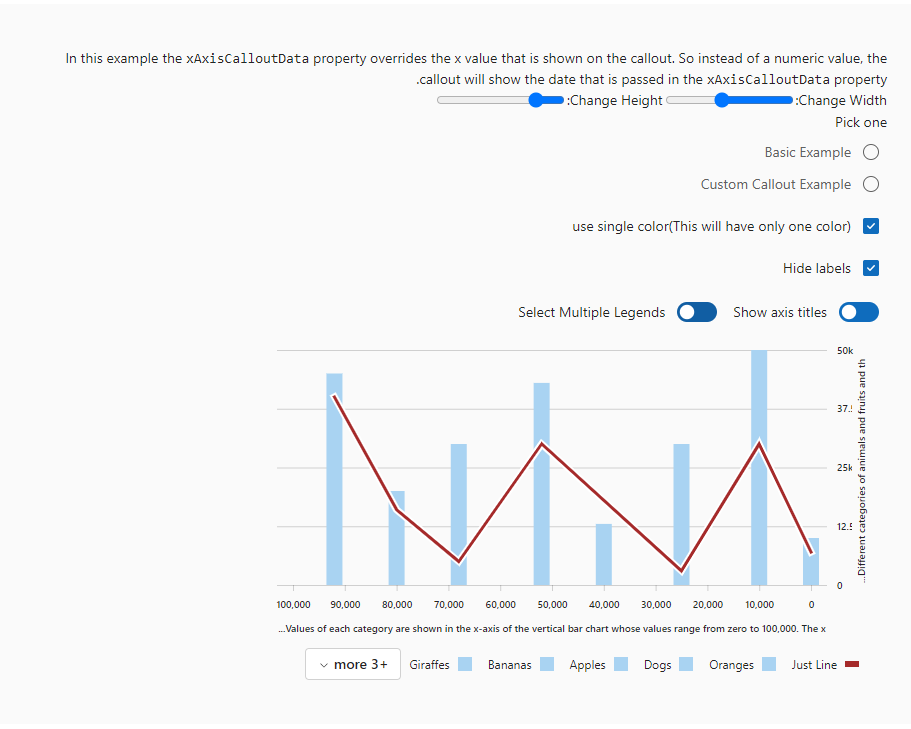 In this example the xAxisCalloutData property overrides the x value that is shown on the callout. So instead of a numeric value, the
.callout will show the date that is passed in the xAxisCalloutData property
:Change Height :Change Width
Pick one
Basic Example
Custom Callout Example
use single color(This will have only one color)
Hide labels
Select Multiple Legends Show axis titles
50k
37.5
25k
12.5
0
...Different categories of animals and fruits and th
100,000 90,000 80,000 70,000 60,000 50,000 40,000 30,000 20,000 10,000 0
...Values of each category are shown in the x-axis of the vertical bar chart whose values range from zero to 100,000. The x
more 3+ Giraffes Bananas Apples Dogs Oranges Just Line